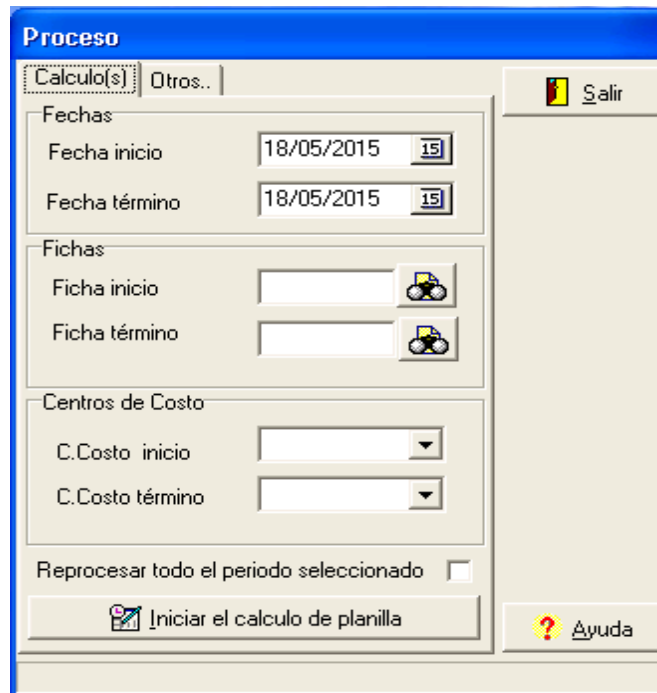 Proceso
Calculo(s) Otros..
Salir
Fechas
Fecha inicio 18/05/2015 15
Fecha término 18/05/2015 15
Fichas
Ficha inicio
Ficha término
Centros de Costo
C.Costo inicio
C.Costo término
Reprocesar todo el periodo seleccionado
Iniciar el calculo de planilla
? Ayuda